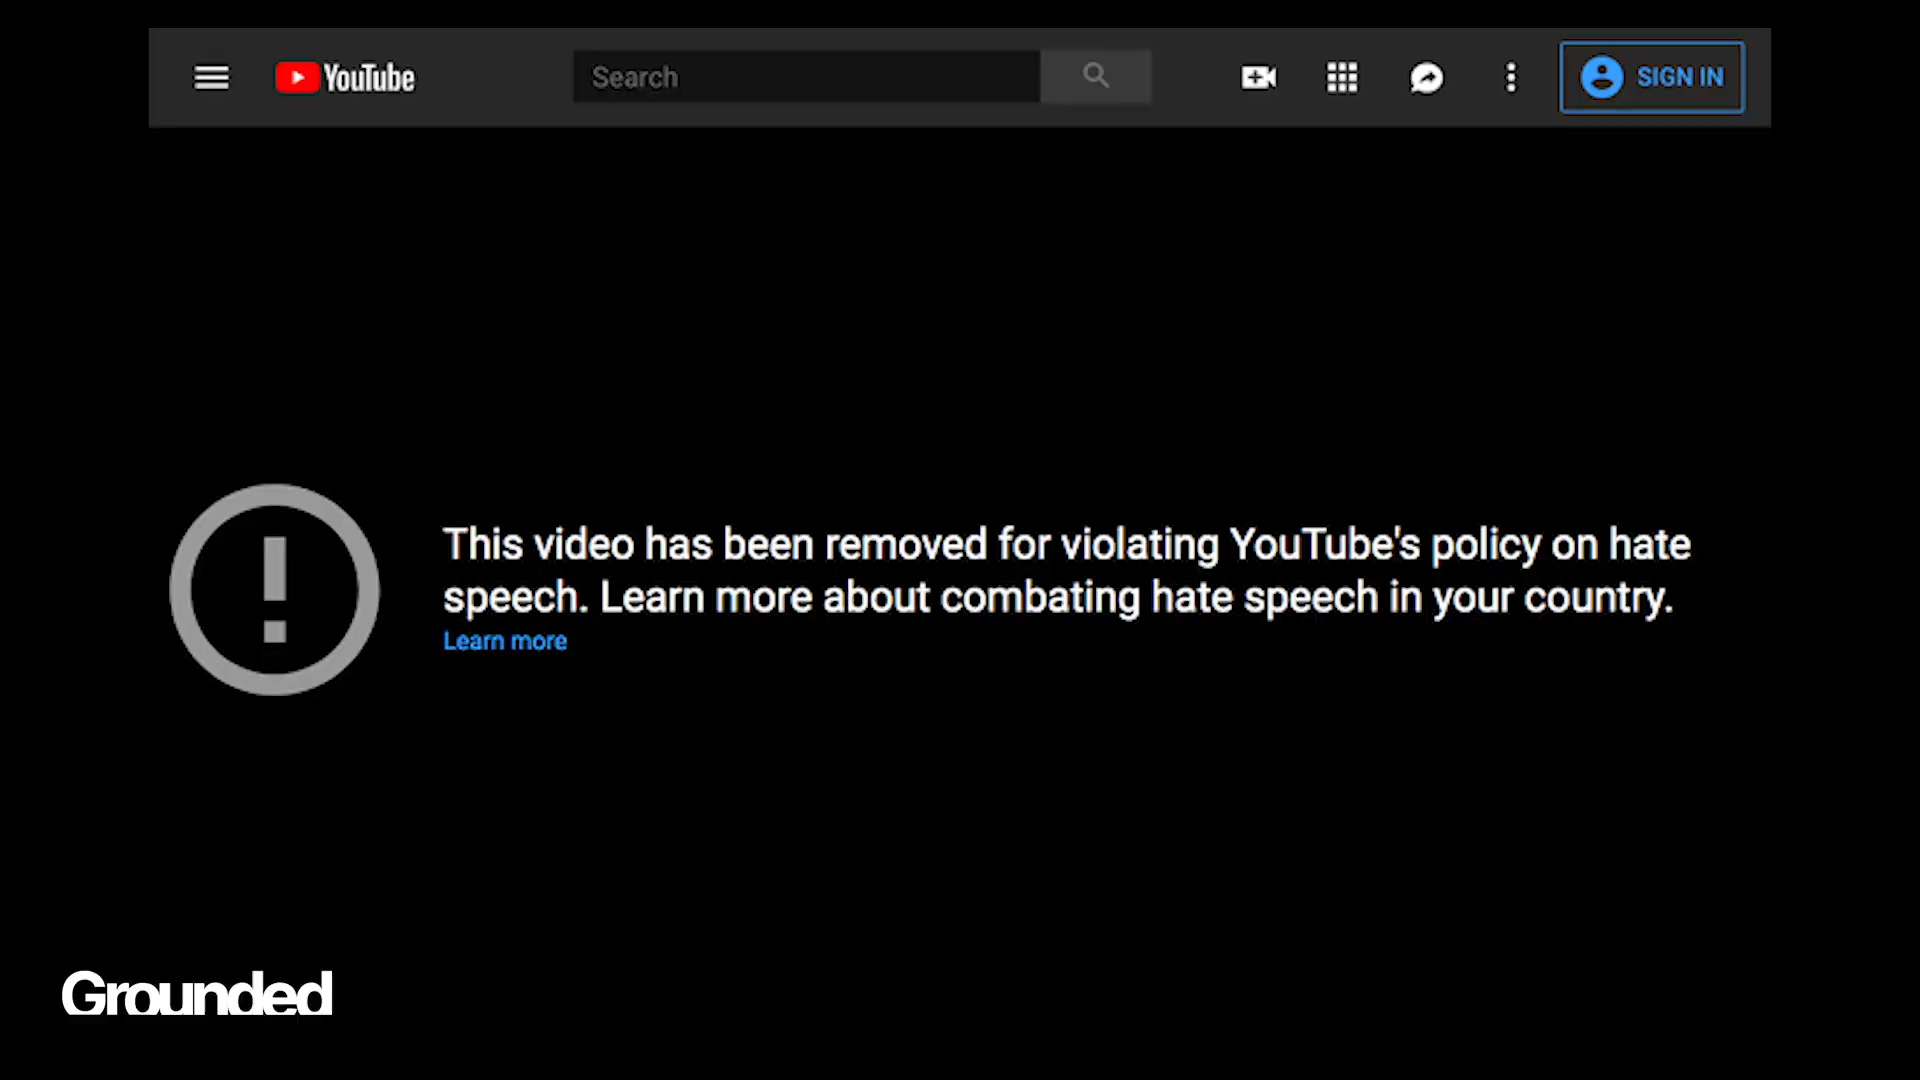 YouTube
Search
SIGN IN
This video has been removed for violating YouTube's policy on hate
speech. Learn more about combating hate speech in your country.
Learn more
Grounded